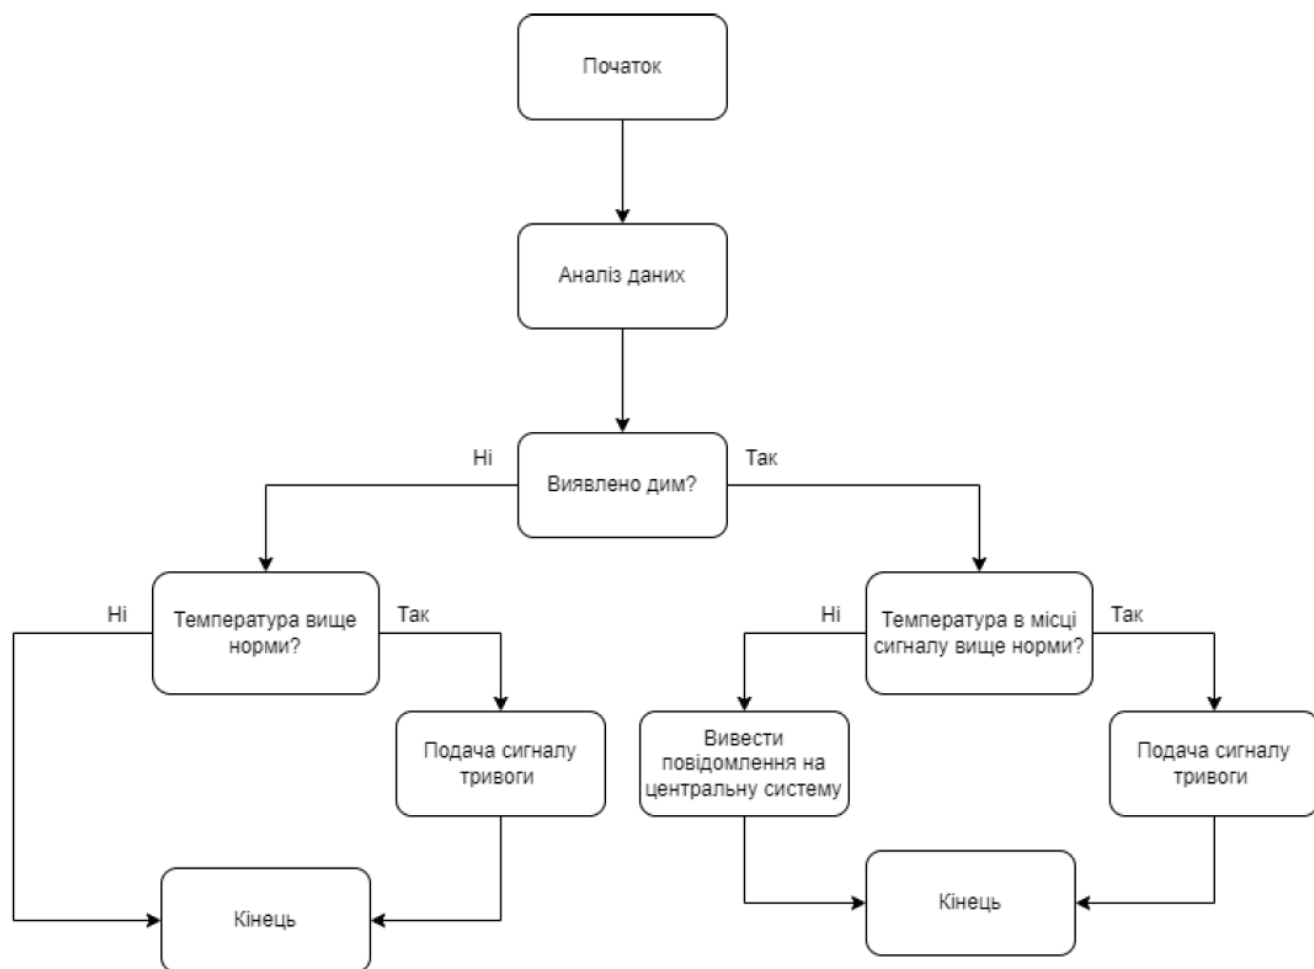 Початок
Аналіз даних
Ні
Так
Виявлено дим?
Ні
Температура вище
норми?
Так
Ні
Температура в місці
сигналу вище норми?
Так
Подача сигналу
тривоги
Вивести
повідомлення на
центральну систему
Подача сигналу
тривоги
Кінець
Кінець